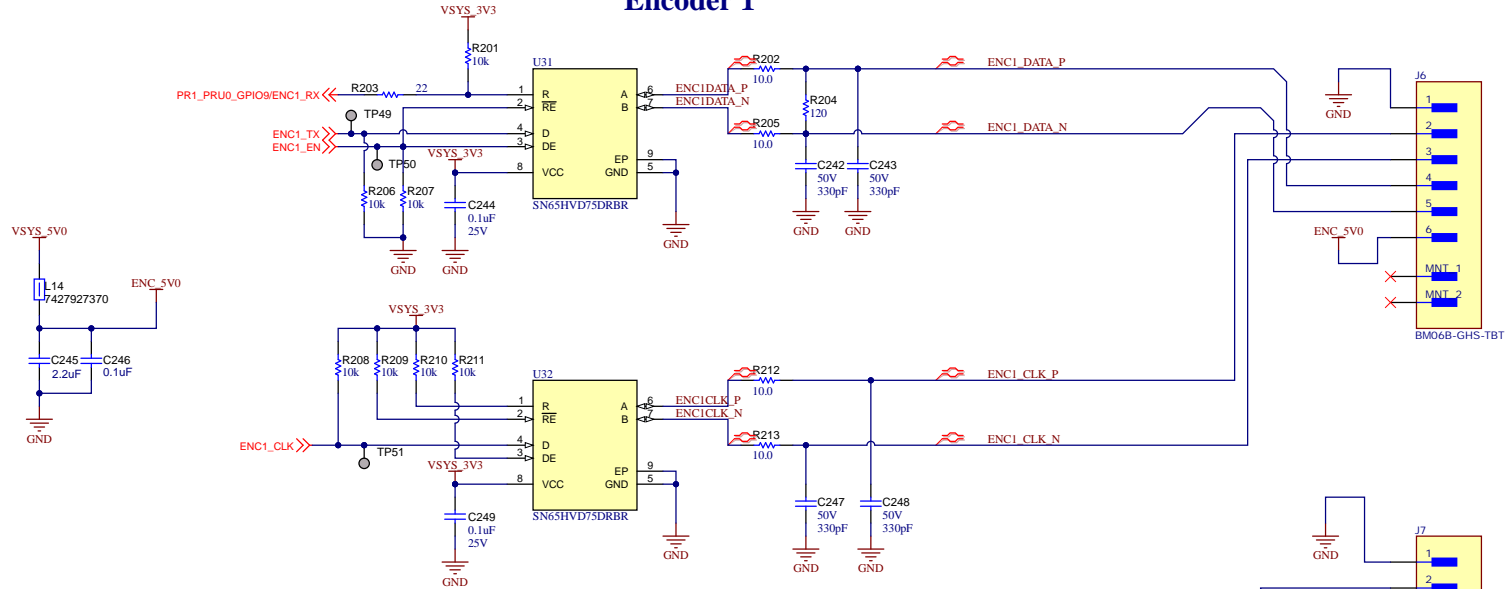 Encoder 1
VSYS_3V3
R201
10k
U31
R202
10.0
ENC1_DATA_P
J6
PR1_PRU0_GPIO9/ENC1_RX
R203
22
1
R
A
6
ENC1DATA_P
2
RE
B
7
ENC1DATA_N
R204
120
GND
1
TP49
ENC1_TX
4
D
R205
10.0
ENC1_DATA_N
2
ENC1_EN
3
DE
TP50
VSYS_3V3
8
VCC
EP
9
GND
5
C242
50V
330pF
C243
50V
330pF
3
4
R206
10k
R207
10k
C244
0.1uF
25V
SN65HVD75DRBR
GND
GND
5
GND
GND
GND
ENC_5V0
6
MNT_1
MNT_2
BM06B-GHS-TBT
VSYS_5V0
L14
7427927370
ENC_5V0
C245
2.2uF
C246
0.1uF
GND
VSYS_3V3
R208
10k
R209
10k
R210
10k
R211
10k
U32
R212
10.0
ENC1_CLK_P
1
R
A
6
ENC1CLK_P
2
RE
B
7
ENC1CLK_N
ENC1_CLK
4
D
R213
10.0
ENC1_CLK_N
TP51
3
DE
VSYS_3V3
8
VCC
EP
9
GND
5
C249
0.1uF
25V
SN65HVD75DRBR
C247
50V
330pF
C248
50V
330pF
GND
GND
GND
GND
GND
J7
1
2